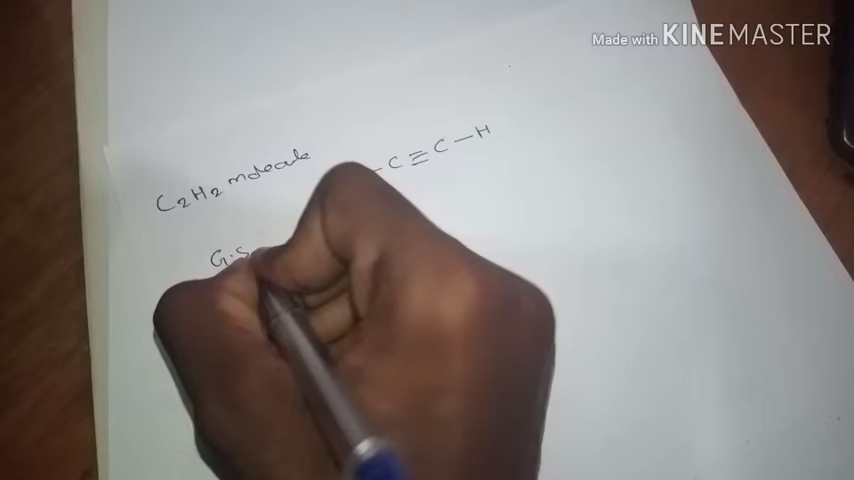 Made with KINEMASTER
C2H2 molecule - C ≡ C - H
G.S